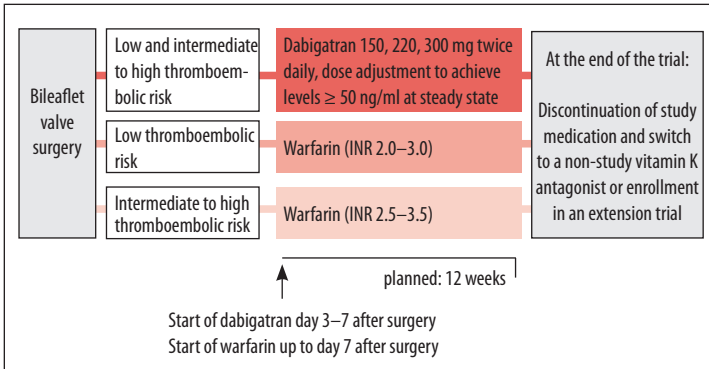 Bileaflet
valve
surgery
Low and intermediate
to high thromboem-
bolic risk
Dabigatran 150, 220, 300 mg twice
daily, dose adjustment to achieve
levels ≥ 50 ng/ml at steady state
Low thromboembolic
risk
Warfarin (INR 2.0–3.0)
Intermediate to high
thromboembolic risk
Warfarin (INR 2.5–3.5)
At the end of the trial:
Discontinuation of study
medication and switch
to a non-study vitamin K
antagonist or enrollment
in an extension trial
planned: 12 weeks
Start of dabigatran day 3–7 after surgery
Start of warfarin up to day 7 after surgery